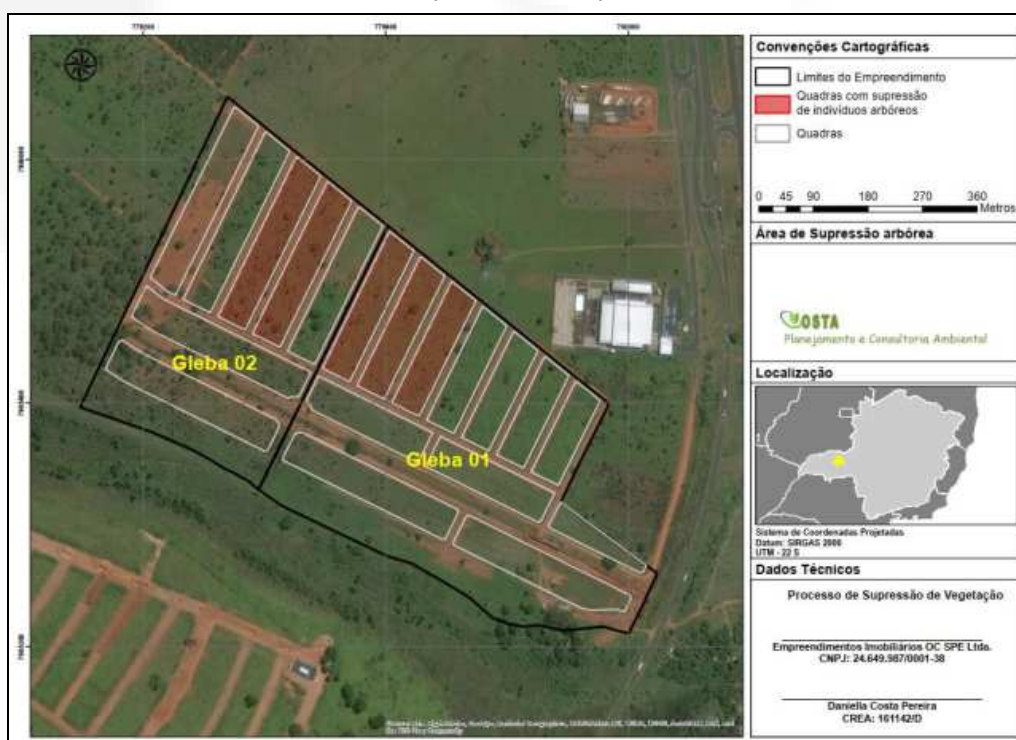 Convenções Cartográficas
Limites do Empreendimento
Quadras com supressão
de indivíduos arbóreos
Quadras
0 45 90 180 270 360
Metros
Área de Supressão arbórea
COSTA
Planejamento e Consultoria Ambiental
Localização
Sistema de Coordenadas Projetadas
Datum: SIRGAS 2000
UTM - 22 S
Dados Técnicos
Processo de Supressão de Vegetação
Empreendimentos Imobiliários OC SPE Ltda.
CNPJ: 24.649.987/0001-38
Daniella Costa Pereira
CREA: 161142/D
Gleba 02
Gleba 01